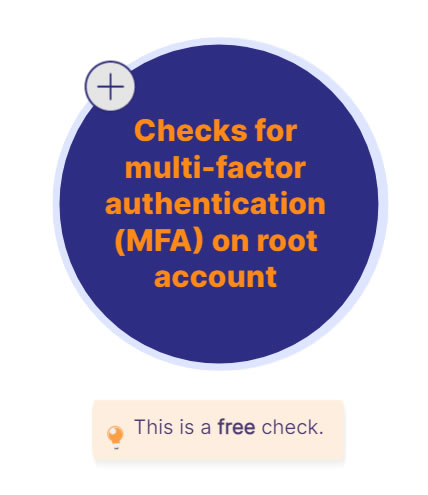 Checks for
multi-factor
authentication
(MFA) on root
account
This is a free check.